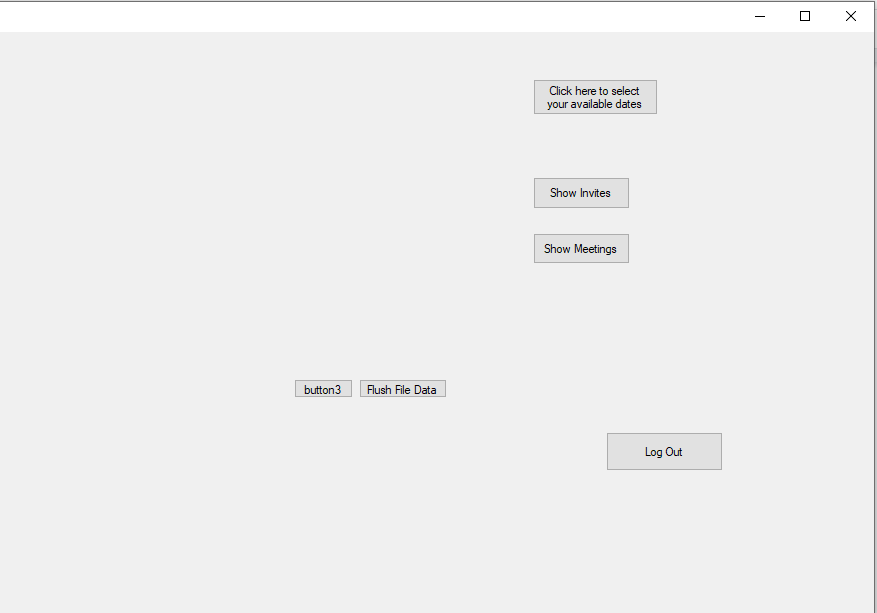 Click here to select
your available dates
Show Invites
Show Meetings
button3
Flush File Data
Log Out